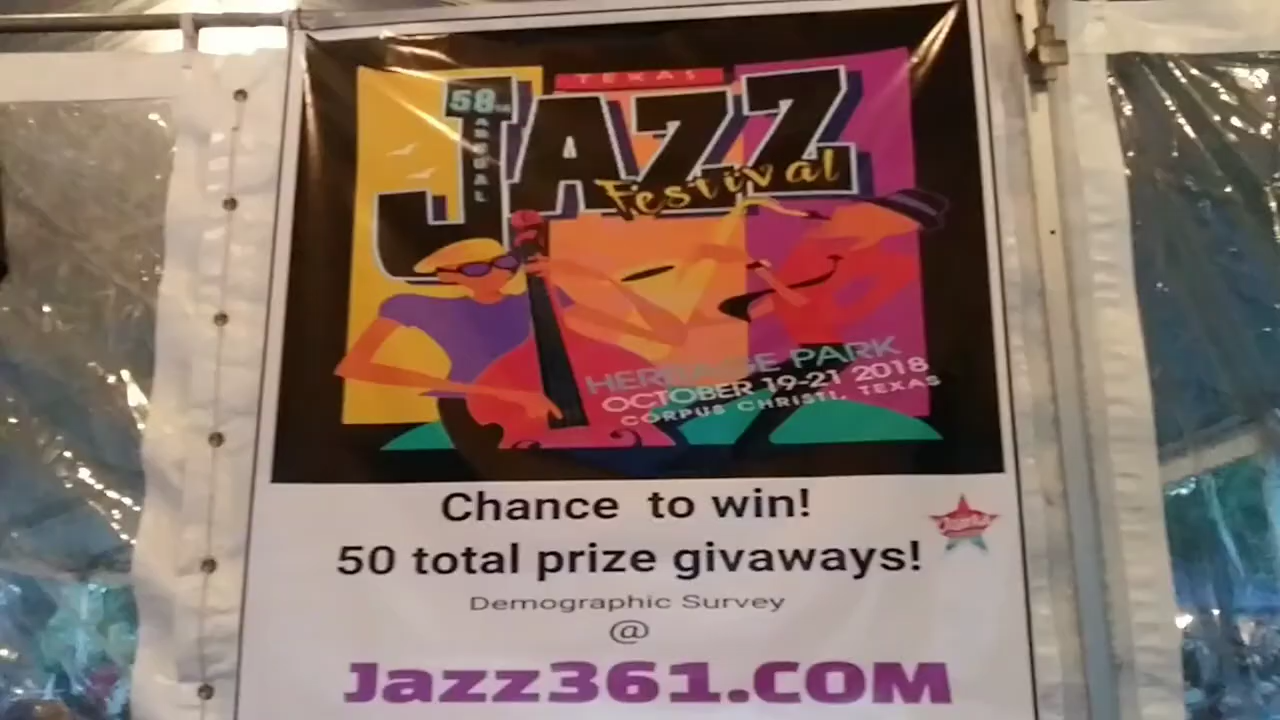 TEXAS
58TH ANNUAL
JAZZ
Festival
HERITAGE PARK
OCTOBER 19-21 2018
CORPUS CHRISTI, TEXAS
Chance to win!
50 total prize givaways!
Demographic Survey
@
Jazz361.COM